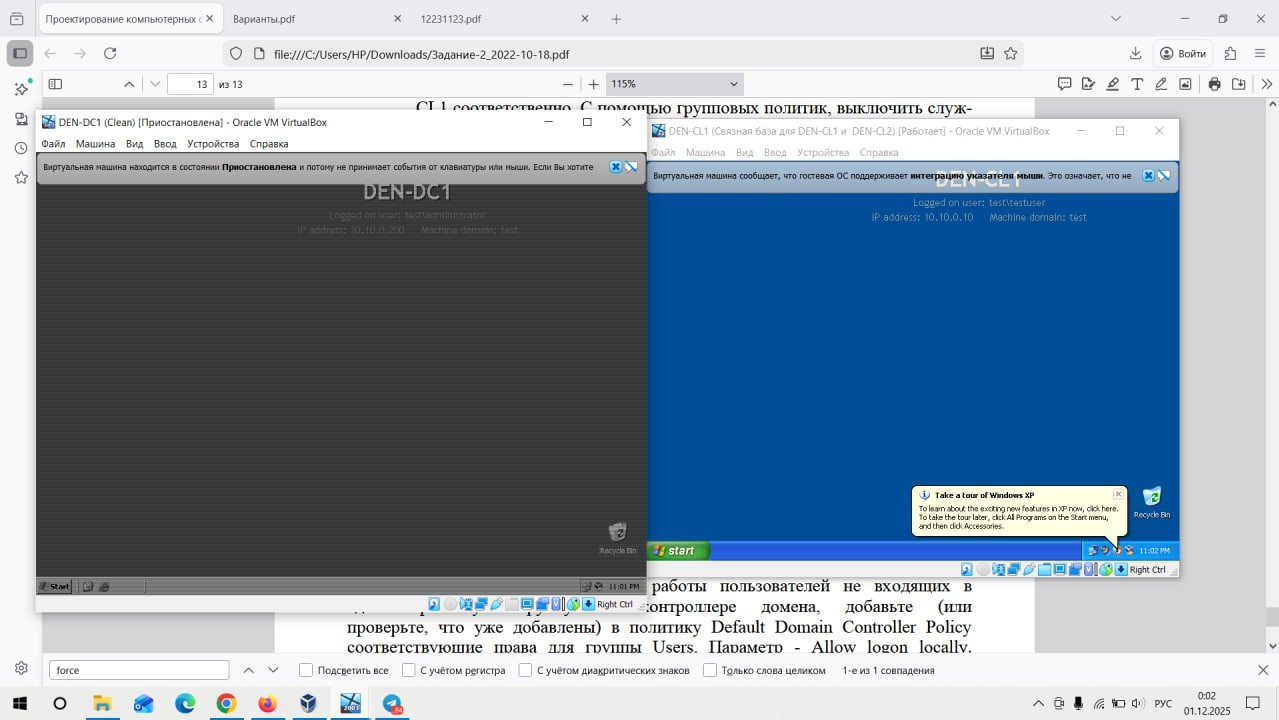 Проектирование компьютерных с
Варианты.pdf
12231123.pdf
file:///C:/Users/HP/Downloads/Задание-2_2022-10-18.pdf
Войти
13 из 13
115%
CL1 соответственно. С помощью групповых политик, выключить служ-
DEN-DC1 (Clean) [Приостановлена] - Oracle VM VirtualBox
Файл Машина Вид Ввод Устройства Справка
Виртуальная машина находится в состоянии Приостановлена и потому не принимает события от клавиатуры или мыши. Если Вы хотите
DEN-DC1
Logged on user: test\administrator
IP address: 10.10.0.200 Machine domain: test
Recycle Bin
Start
11:01 PM
Right Ctrl
DEN-CL1 (Связная база для DEN-CL1 и DEN-CL2) [Работает] - Oracle VM VirtualBox
Файл Машина Вид Ввод Устройства Справка
Виртуальная машина сообщает, что гостевая ОС поддерживает интеграцию указателя мыши. Это означает, что не
DEN-CL1
Logged on user: test\testuser
IP address: 10.10.0.10 Machine domain: test
Take a tour of Windows XP
To learn about the exciting new features in XP now, click here.
To take the tour later, click All Programs on the Start menu,
and then click Accessories.
Recycle Bin
start
11:02 PM
Right Ctrl
работы пользователей не входящих в
контроллере домена, добавьте (или
проверьте, что уже добавлены) в политику Default Domain Controller Policy
соответствующие права для группы Users. Параметр - Allow logon locally.
force
Подсветить все
С учётом регистра
С учётом диакритических знаков
Только слова целиком
1-е из 1 совпадения
РУС
0:02
01.12.2025